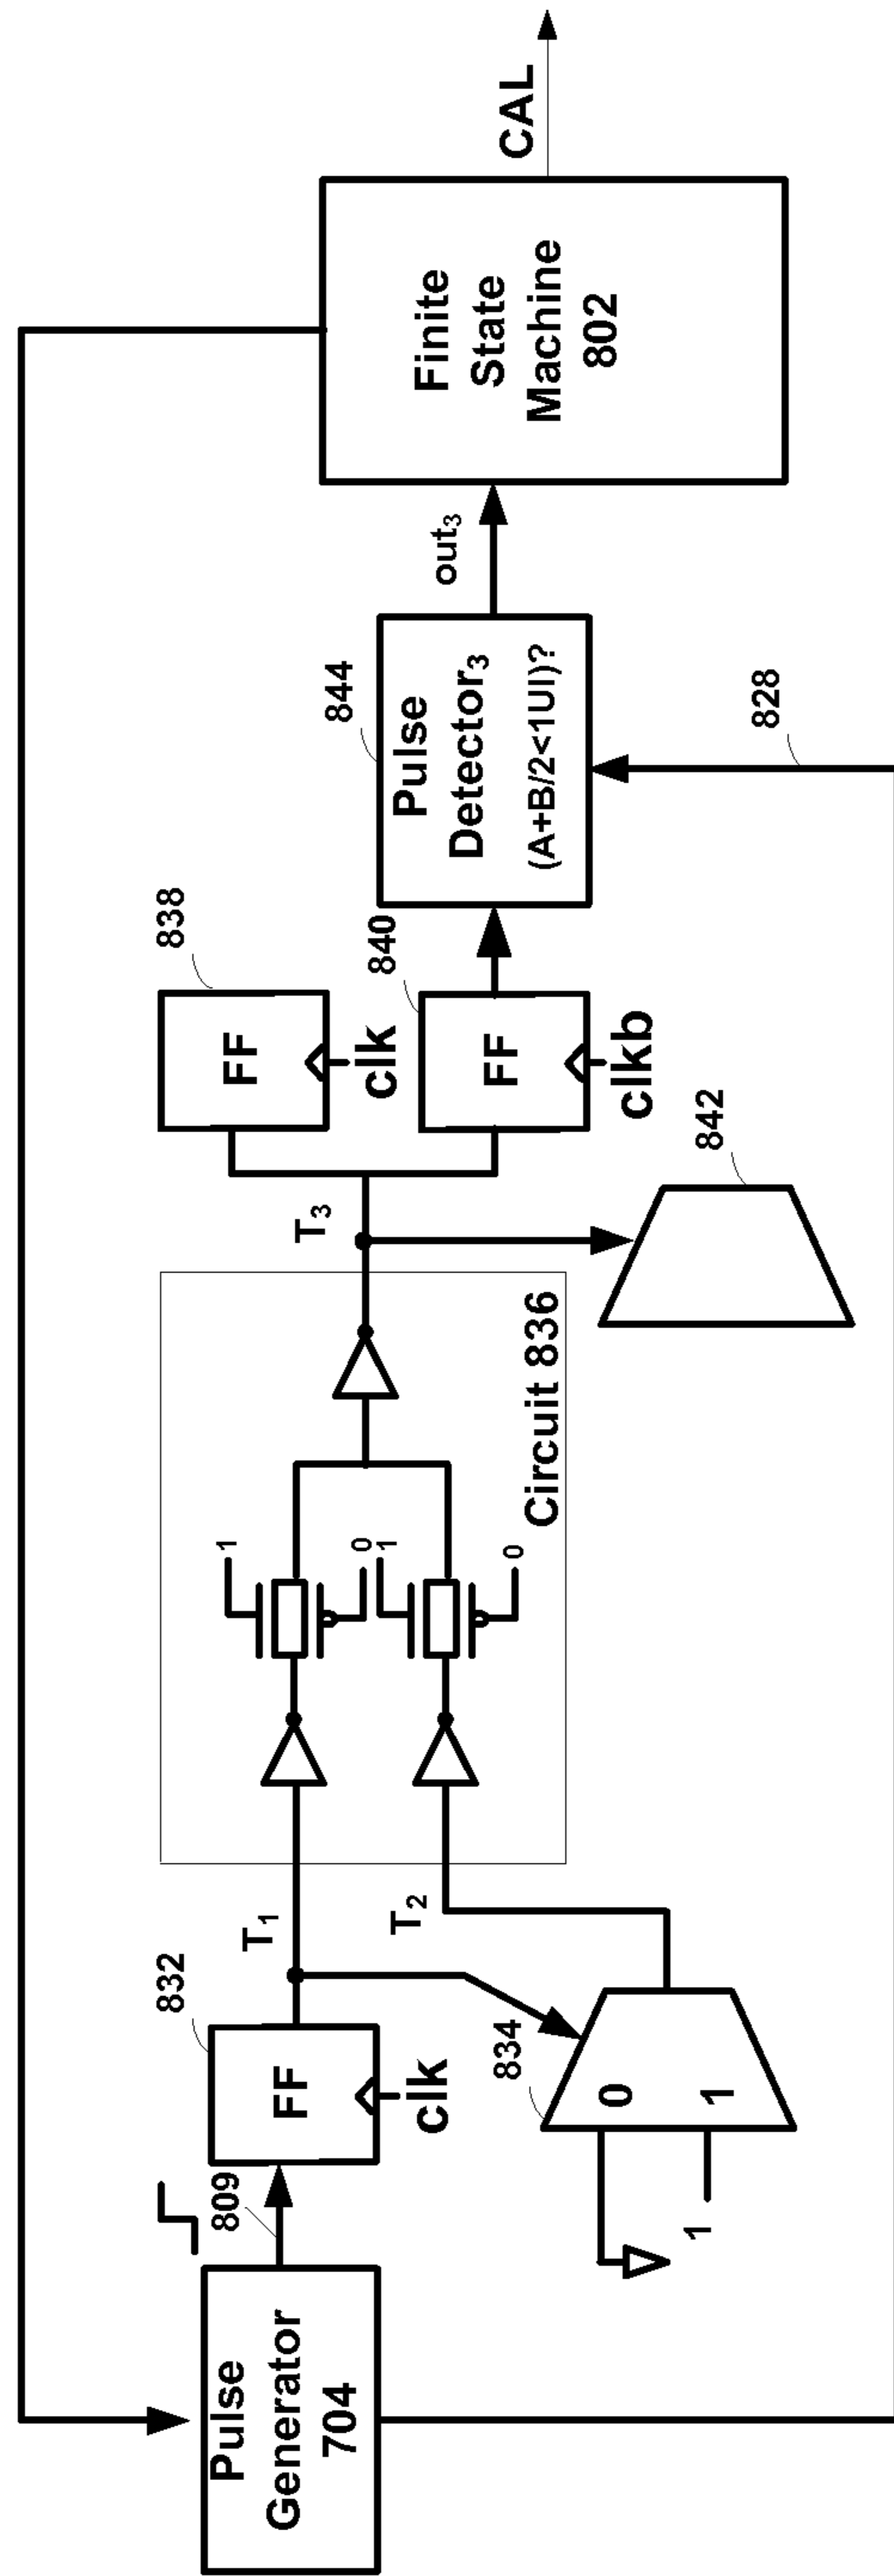 Pulse
Generator
704
809
832
FF
clk
T1
834
0
1
1
T2
1
0
1
0
Circuit 836
T3
842
838
FF
clk
840
FF
clkb
844
Pulse
Detector3
(A+B/2<1UI)?
828
out3
Finite
State
Machine
802
CAL